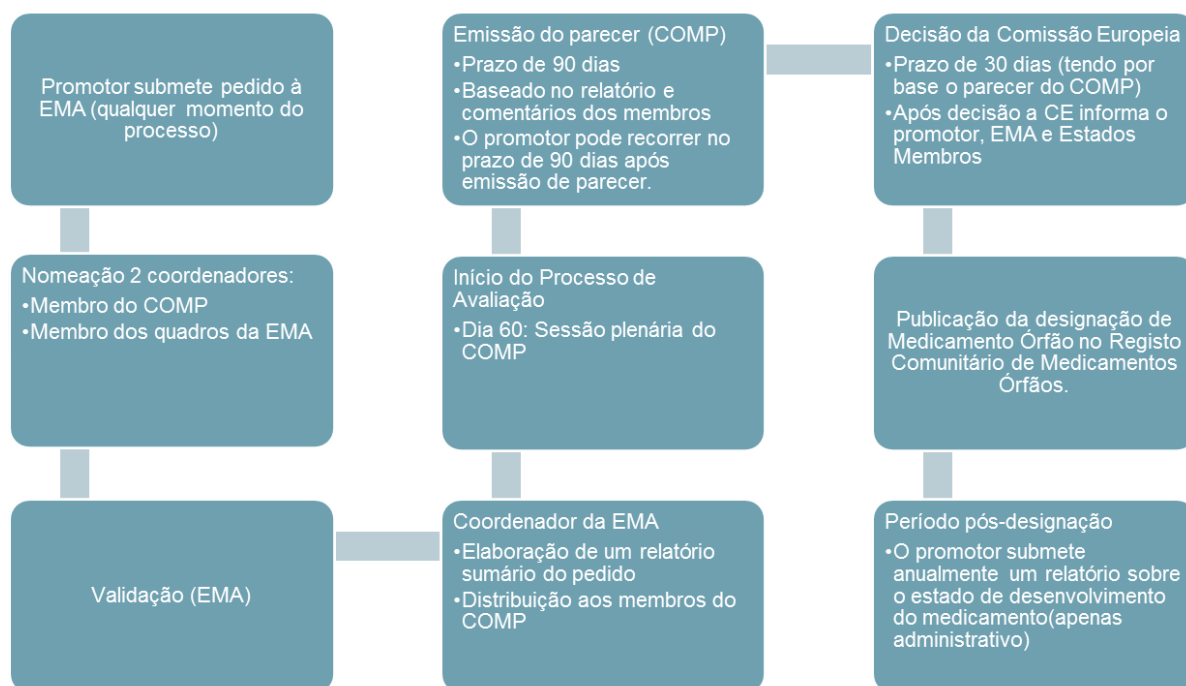 Promotor submete pedido à
EMA (qualquer momento do
processo)
Nomeação 2 coordenadores:
•Membro do COMP
•Membro dos quadros da EMA
Validação (EMA)
Coordenador da EMA
•Elaboração de um relatório
sumário do pedido
•Distribuição aos membros do
COMP
Início do Processo de
Avaliação
•Dia 60: Sessão plenária do
COMP
Emissão do parecer (COMP)
•Prazo de 90 dias
•Baseado no relatório e
comentários dos membros
•O promotor pode recorrer no
prazo de 90 dias após
emissão de parecer.
Decisão da Comissão Europeia
•Prazo de 30 dias (tendo por
base o parecer do COMP)
•Após decisão a CE informa o
promotor, EMA e Estados
Membros
Publicação da designação de
Medicamento Órfão no Registo
Comunitário de Medicamentos
Órfãos.
Período pós-designação
•O promotor submete
anualmente um relatório sobre
o estado de desenvolvimento
do medicamento(apenas
administrativo)